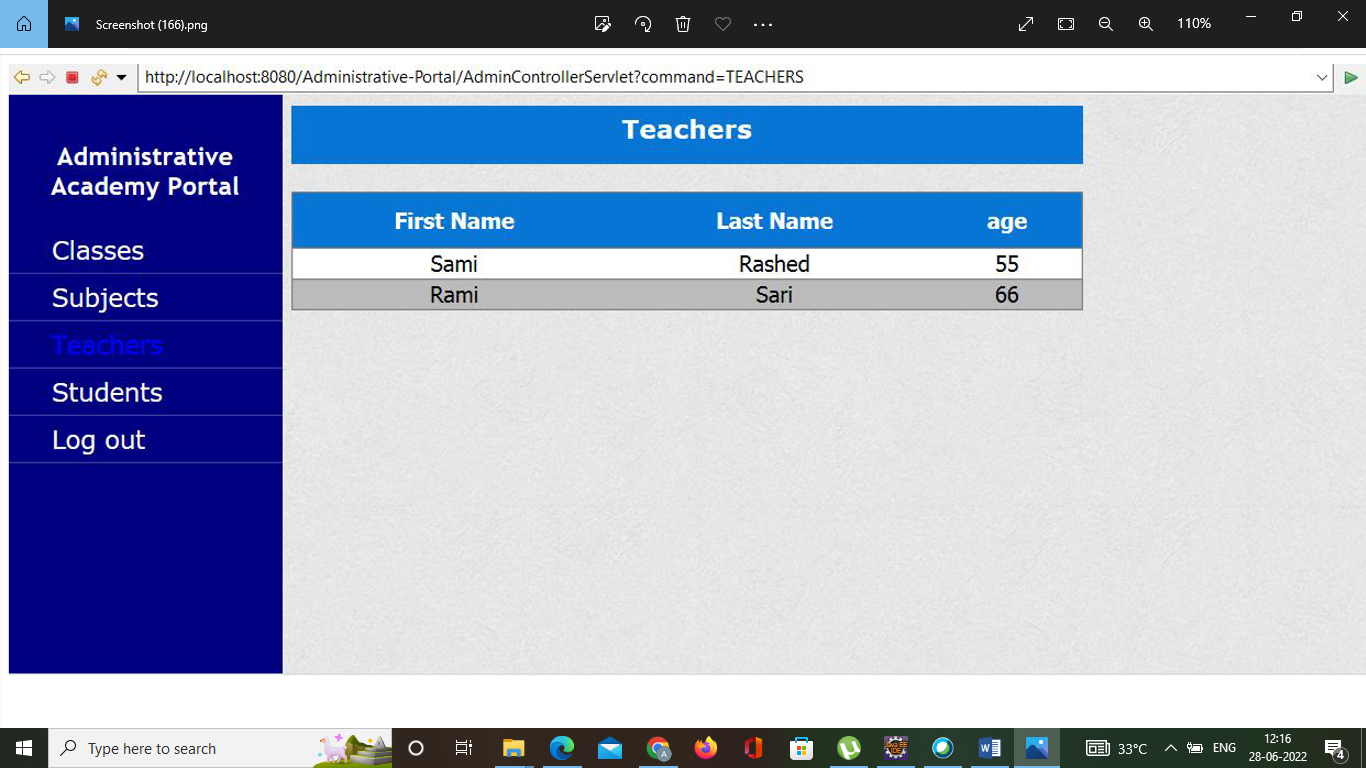 Screenshot (166).png
110%
http://localhost:8080/Administrative-Portal/AdminControllerServlet?command=TEACHERS
Administrative
Academy Portal
Classes
Subjects
Teachers
Students
Log out
Teachers
First Name Last Name age
Sami Rashed 55
Rami Sari 66
Type here to search
33°C
ENG
12:16
28-06-2022
4